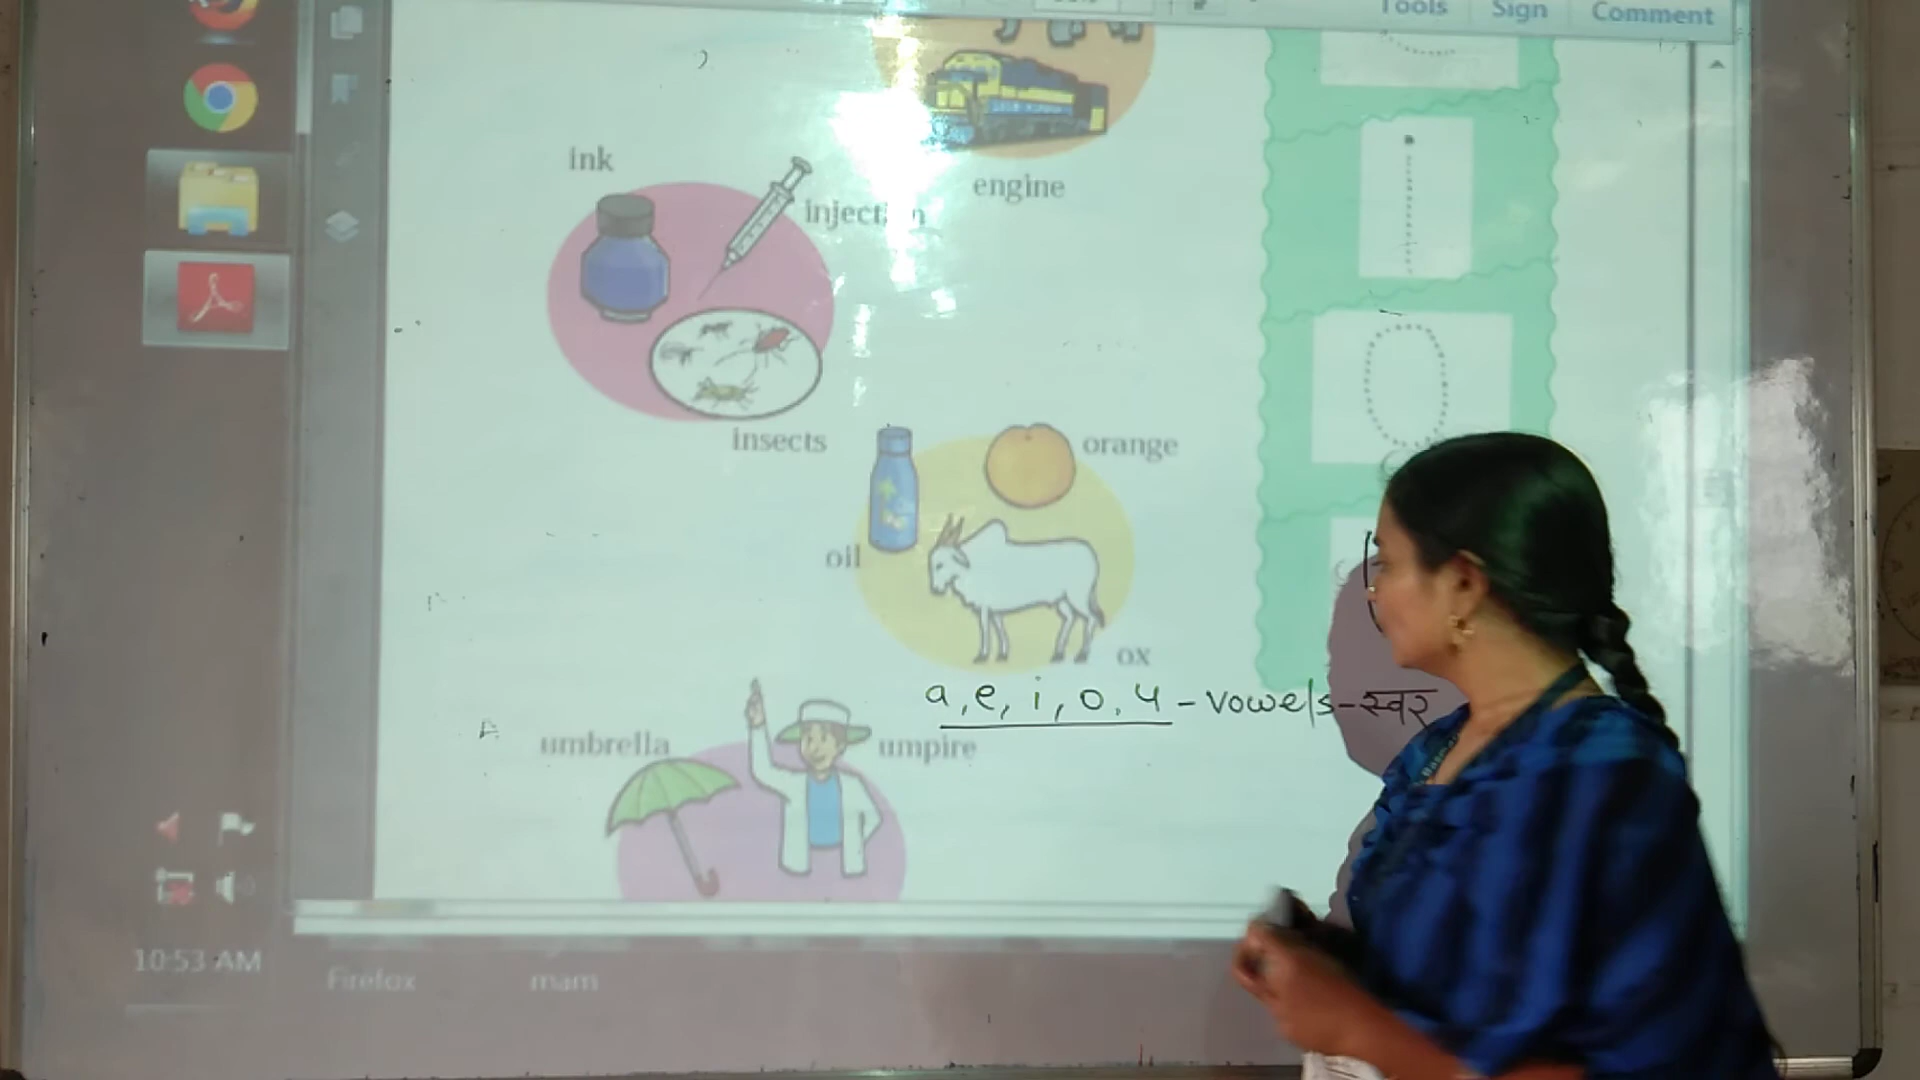 Tools Sign Comment
engine
ink
injection
insects
orange
oil
ox
a, e, i, o, u - vowels - स्वर
umbrella
umpire
10:53 AM
Firefox
mam